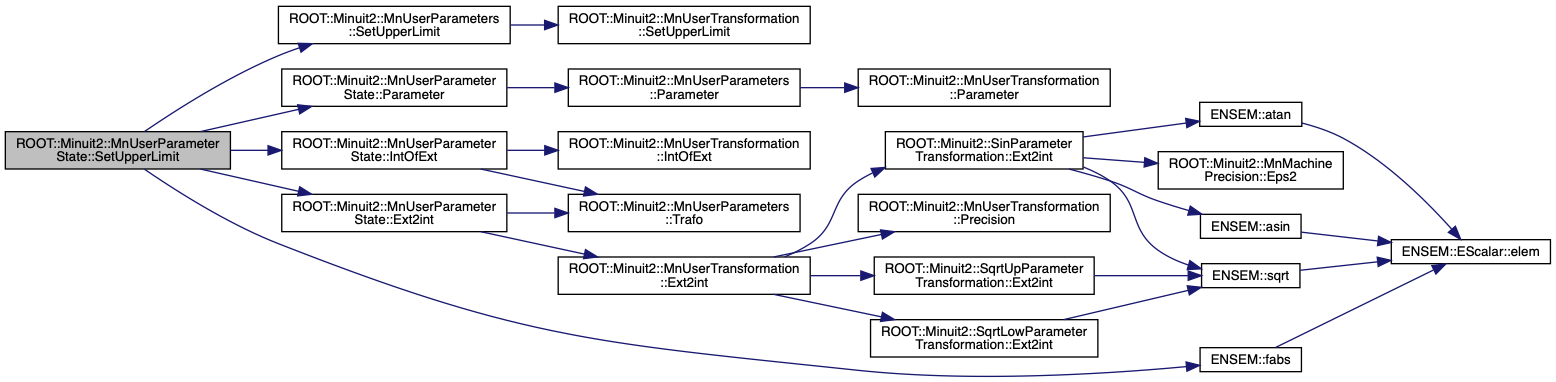 ROOT::Minuit2::MnUserParameter
State::SetUpperLimit
ROOT::Minuit2::MnUserParameters
::SetUpperLimit
ROOT::Minuit2::MnUserTransformation
::SetUpperLimit
ROOT::Minuit2::MnUserParameter
State::Parameter
ROOT::Minuit2::MnUserParameters
::Parameter
ROOT::Minuit2::MnUserTransformation
::Parameter
ROOT::Minuit2::MnUserParameter
State::IntOfExt
ROOT::Minuit2::MnUserTransformation
::IntOfExt
ROOT::Minuit2::MnUserParameter
State::Ext2int
ROOT::Minuit2::MnUserParameters
::Trafo
ROOT::Minuit2::MnUserTransformation
::Ext2int
ROOT::Minuit2::SinParameter
Transformation::Ext2int
ROOT::Minuit2::MnUserTransformation
::Precision
ROOT::Minuit2::SqrtUpParameter
Transformation::Ext2int
ROOT::Minuit2::SqrtLowParameter
Transformation::Ext2int
ENSEM::atan
ROOT::Minuit2::MnMachine
Precision::Eps2
ENSEM::asin
ENSEM::sqrt
ENSEM::fabs
ENSEM::EScalar::elem